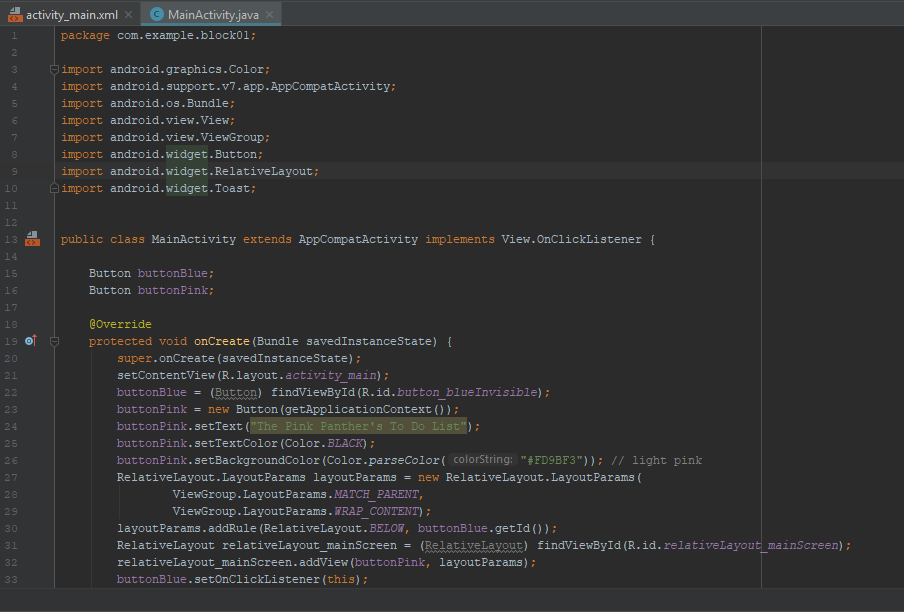 activity_main.xml MainActivity.java
1 package com.example.block01;
2
3 import android.graphics.Color;
4 import android.support.v7.app.AppCompatActivity;
5 import android.os.Bundle;
6 import android.view.View;
7 import android.view.ViewGroup;
8 import android.widget.Button;
9 import android.widget.RelativeLayout;
10 import android.widget.Toast;
11
12
13 public class MainActivity extends AppCompatActivity implements View.OnClickListener {
14
15 Button buttonBlue;
16 Button buttonPink;
17
18 @Override
19 protected void onCreate(Bundle savedInstanceState) {
20 super.onCreate(savedInstanceState);
21 setContentView(R.layout.activity_main);
22 buttonBlue = (Button) findViewById(R.id.button_blueInvisible);
23 buttonPink = new Button(getApplicationContext());
24 buttonPink.setText("The Pink Panther's To Do List");
25 buttonPink.setTextColor(Color.BLACK);
26 buttonPink.setBackgroundColor(Color.parseColor( colorString: "#FD9BF3")); // light pink
27 RelativeLayout.LayoutParams layoutParams = new RelativeLayout.LayoutParams(
28 ViewGroup.LayoutParams.MATCH_PARENT,
29 ViewGroup.LayoutParams.WRAP_CONTENT);
30 layoutParams.addRule(RelativeLayout.BELOW, buttonBlue.getId());
31 RelativeLayout relativeLayout_mainScreen = (RelativeLayout) findViewById(R.id.relativeLayout_mainScreen);
32 relativeLayout_mainScreen.addView(buttonPink, layoutParams);
33 buttonBlue.setOnClickListener(this);